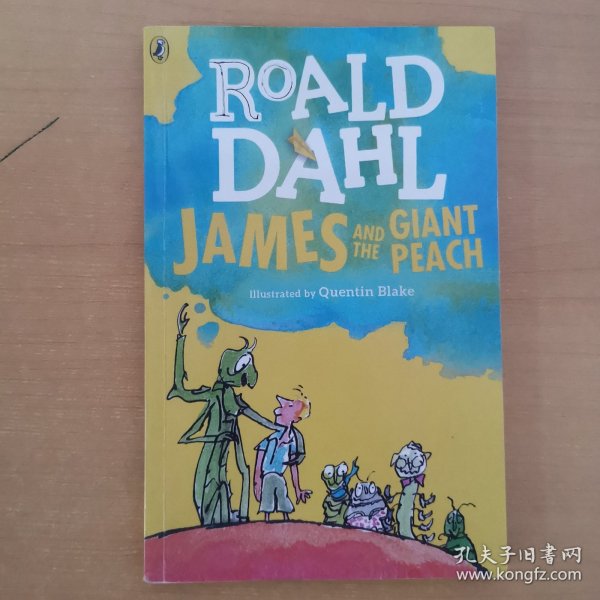 ROALD
DAHL
JAMES AND THE GIANT PEACH
Illustrated by Quentin Blake
孔夫子旧書网
www.kongfz.com